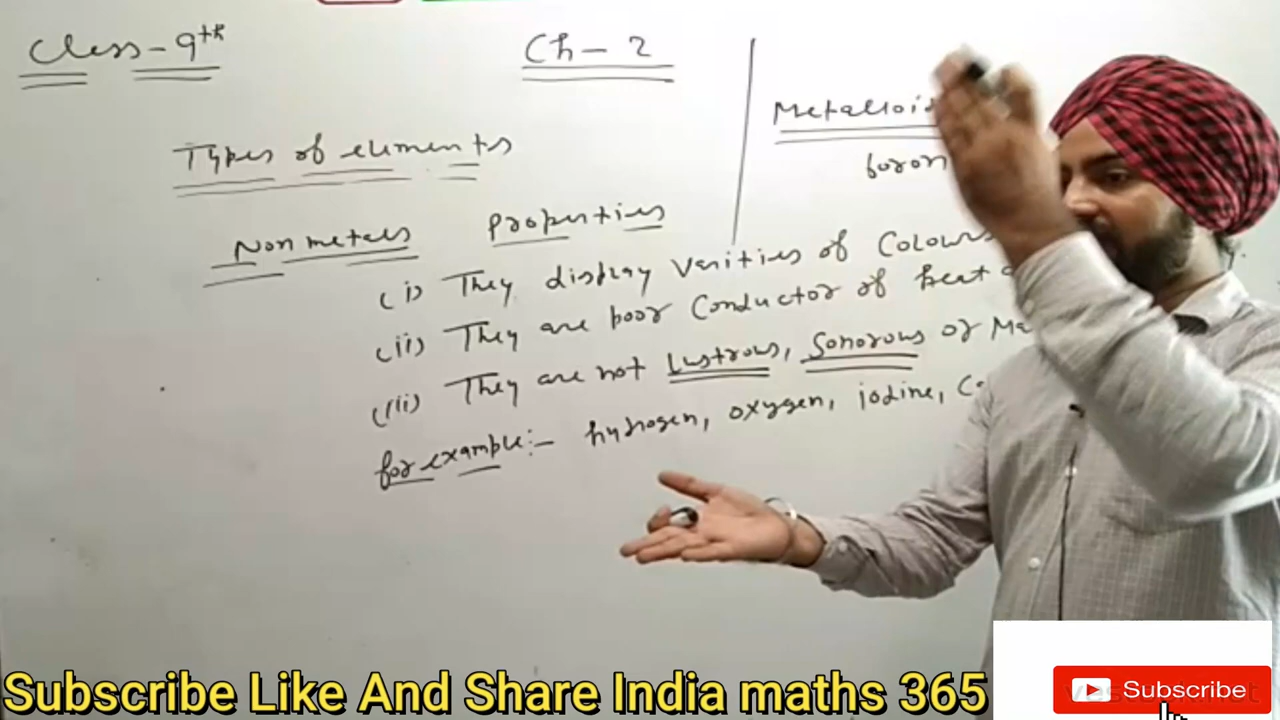 Class - 9th
Ch - 2
Types of elements
Metalloid
boron
Non metals Properties
(i) They display varities of Colours
(ii) They are poor Conductor of heat
(iii) They are not Lustrous, Sonorous or Ma
for example:- hydrogen, oxygen, iodine,
Subscribe Like And Share India maths 365
Subscribe